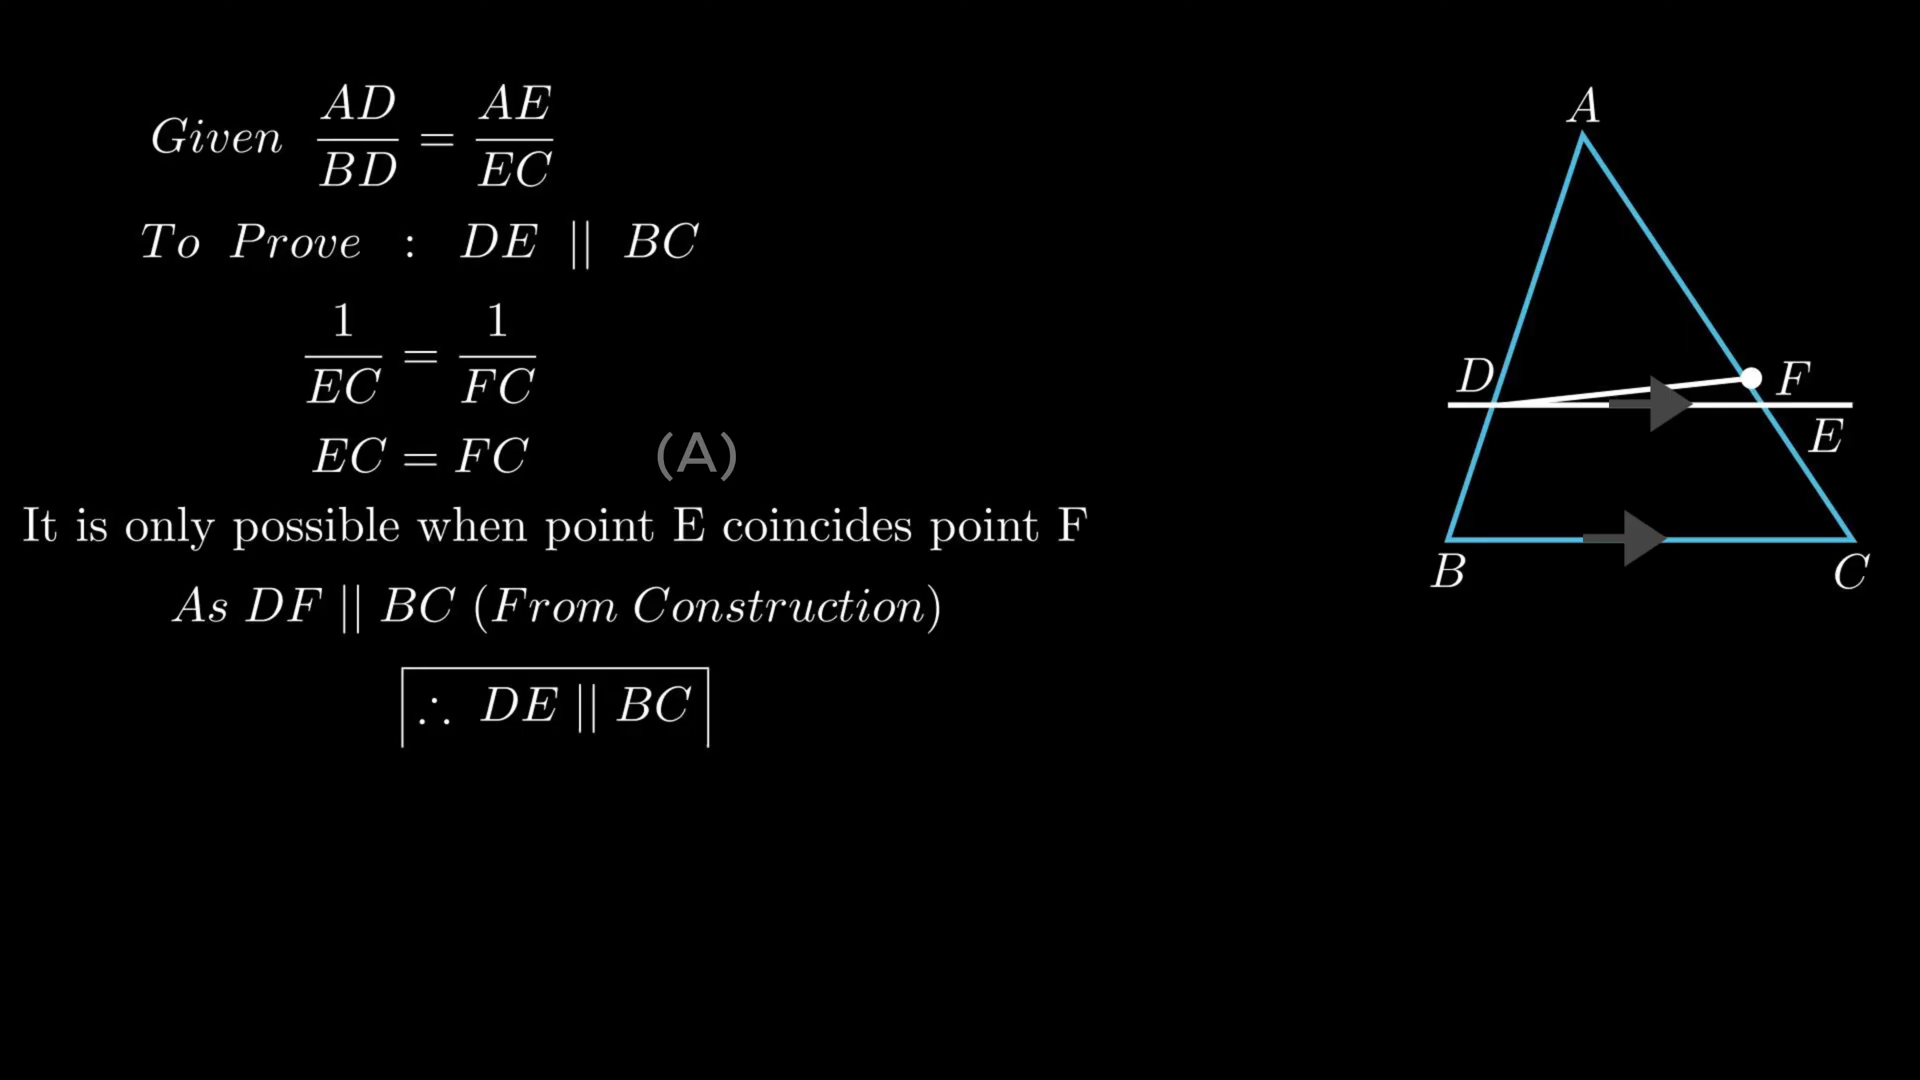 Given AD/BD = AE/EC
To Prove : DE || BC
1/EC = 1/FC
EC = FC (A)
It is only possible when point E coincides point F
As DF || BC (From Construction)
∴ DE || BC
A
D
F
E
B
C